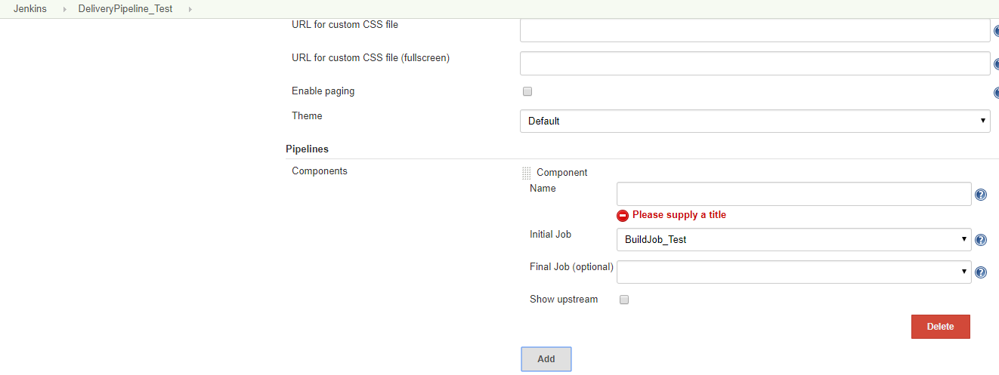 Jenkins DeliveryPipeline_Test
URL for custom CSS file
URL for custom CSS file (fullscreen)
Enable paging
Theme Default
Pipelines
Components Component
Name
Please supply a title
Initial Job BuildJob_Test
Final Job (optional)
Show upstream
Delete
Add